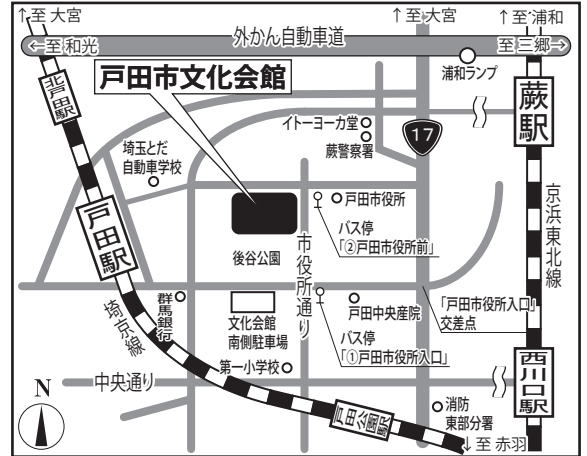 ↑至大宮
↑至大宮
↑至浦和
外かん自動車道
←至和光
至三郷→
浦和ランプ
北戸田駅
戸田市文化会館
イトーヨーカ堂
蕨警察署
17
蕨駅
埼玉とだ
自動車学校
戸田市役所
バス停
「②戸田市役所前」
京浜東北線
戸田駅
後谷公園
市役所通り
群馬銀行
文化会館
南側駐車場
戸田中央産院
「戸田市役所入口」
交差点
バス停
「①戸田市役所入口」
埼京線
第一小学校
中央通り
西川口駅
N
戸田公園駅
消防
東部分署
↓至赤羽